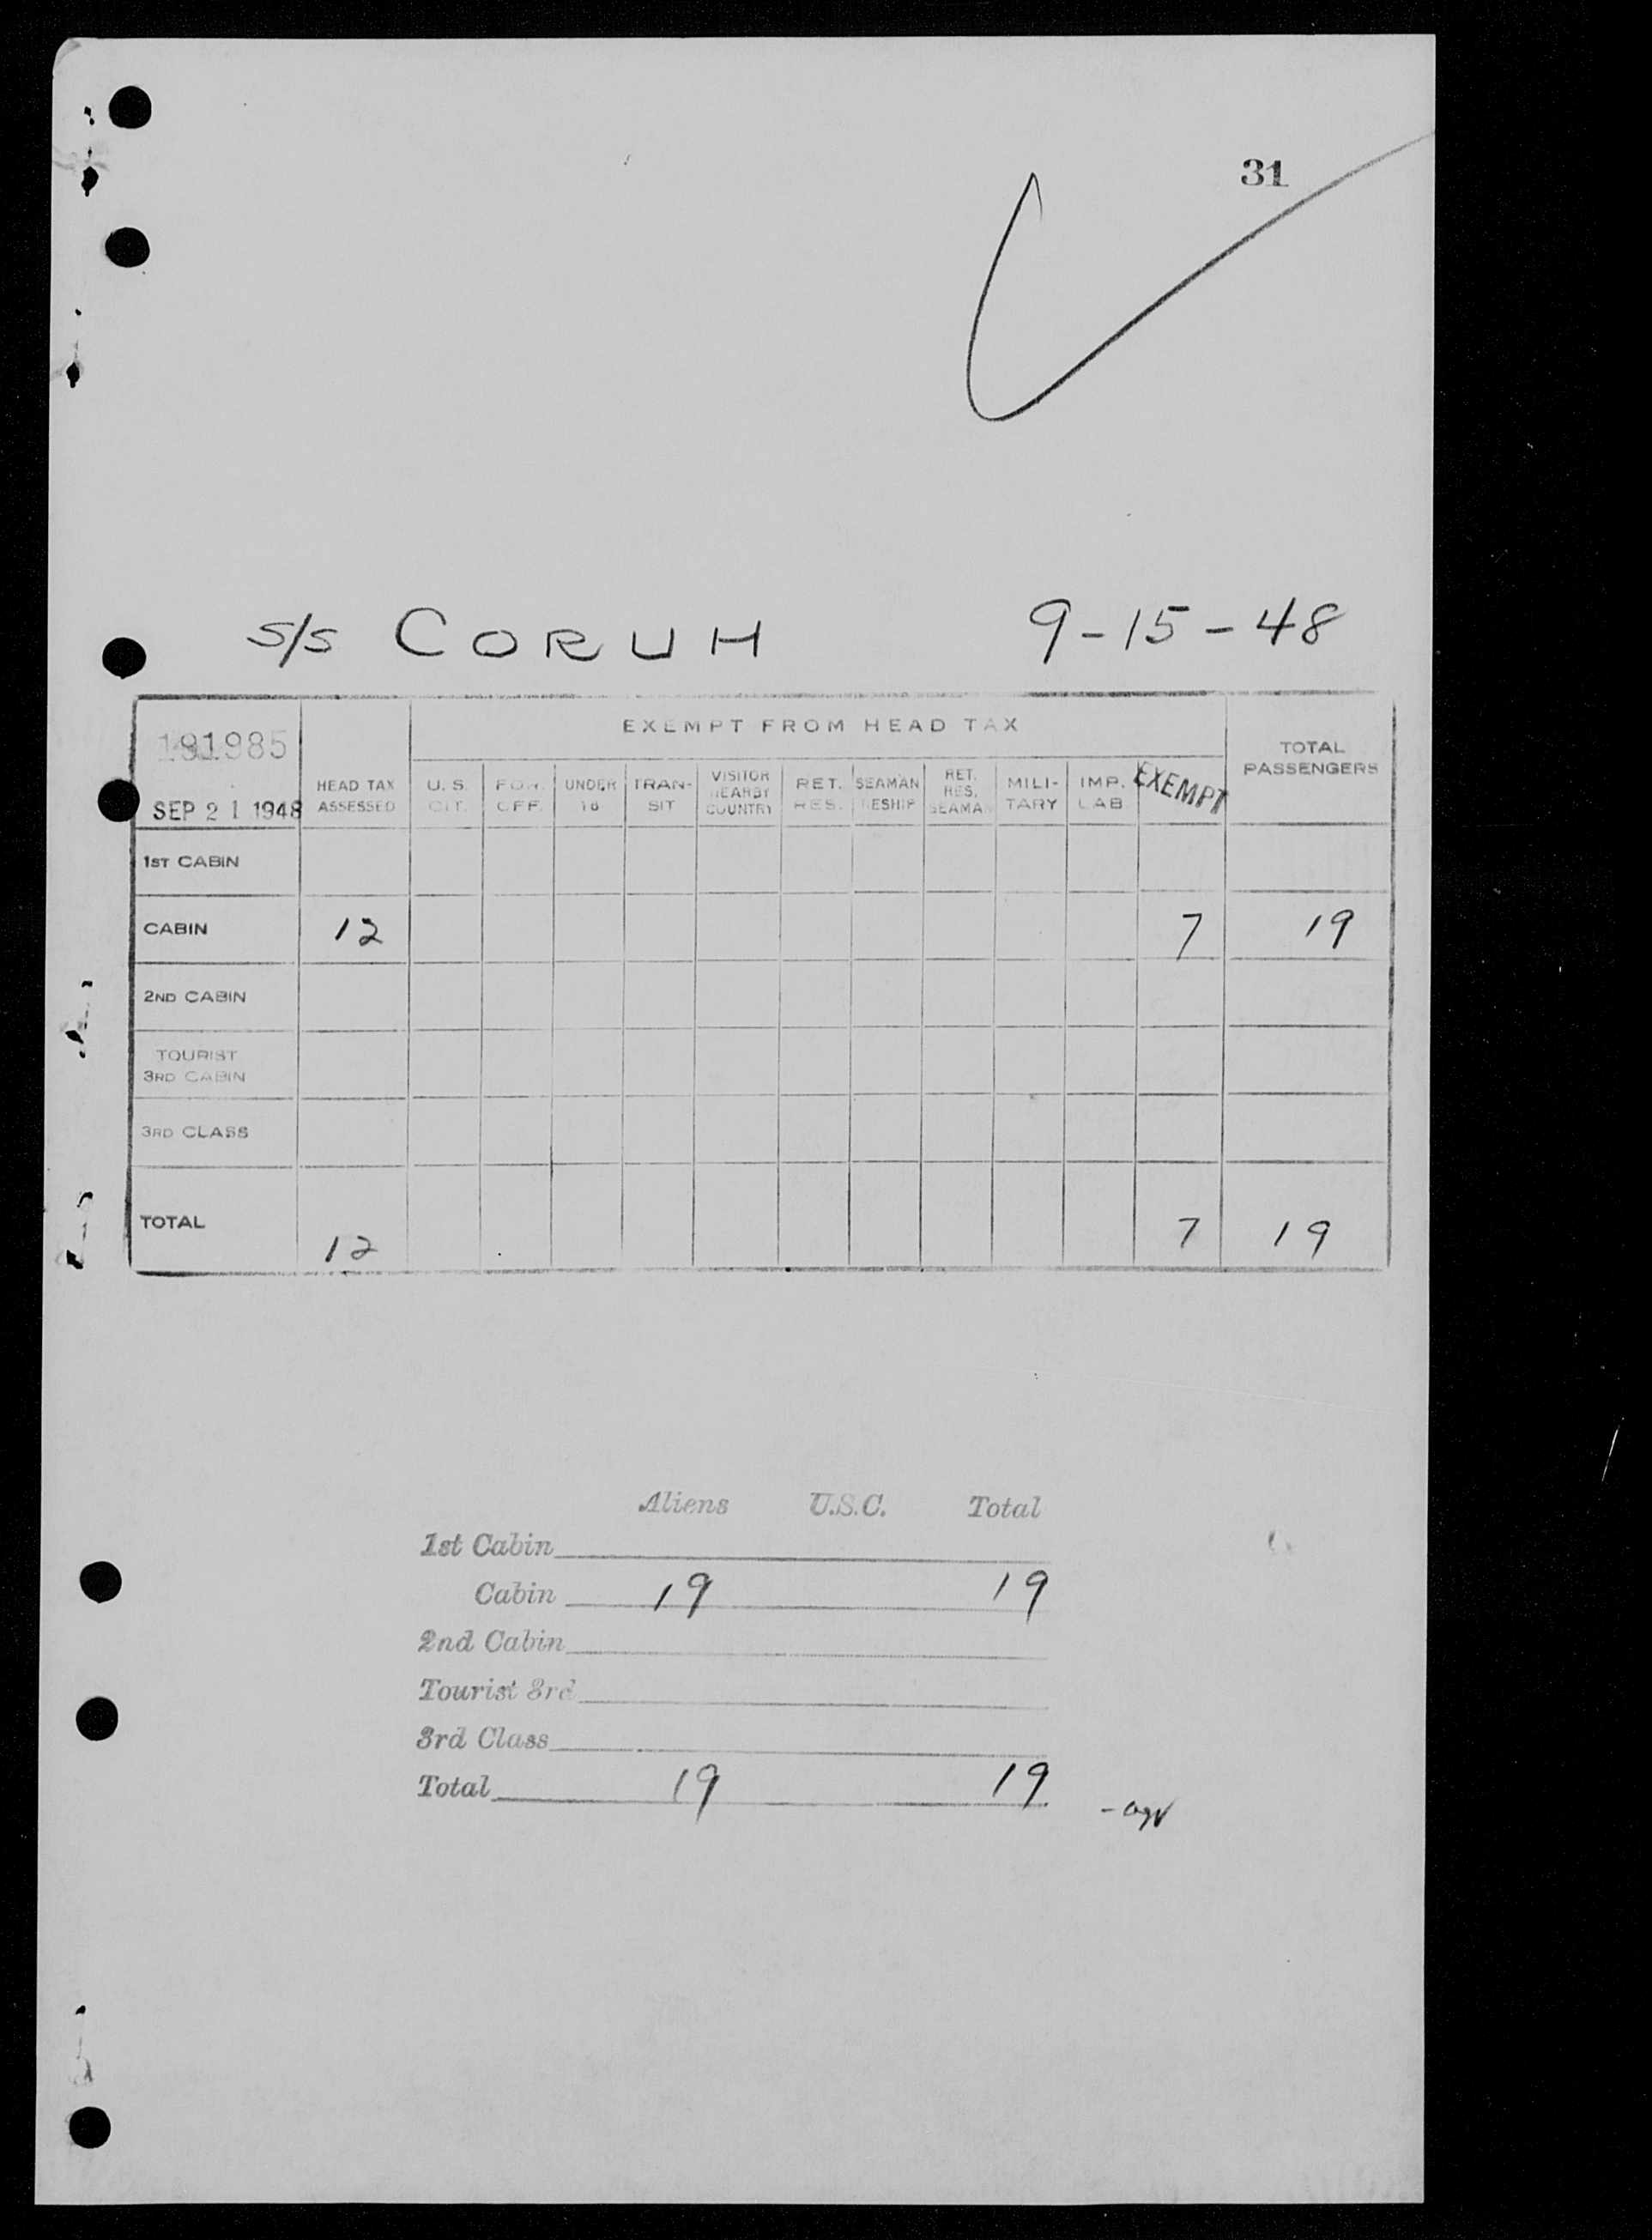 31
S/S CORUH 9-15-48
EXEMPT FROM HEAD TAX
191985
SEP 21 1948
HEAD TAX ASSESSED
U. S. CIT.
FOR. OFF.
UNDER 16
TRAN- SIT
VISITOR NEARBY COUNTRY
RET. RES.
SEAMAN RESHIP
RET. RES. SEAMAN
MILI- TARY
IMP. LAB
EXEMPT
TOTAL PASSENGERS
1ST CABIN
CABIN 12 7 19
2ND CABIN
TOURIST
3RD CABIN
3RD CLASS
TOTAL 12 7 19
Aliens U.S.C. Total
1st Cabin
Cabin 19 19
2nd Cabin
Tourist 3rd
3rd Class
Total 19 19